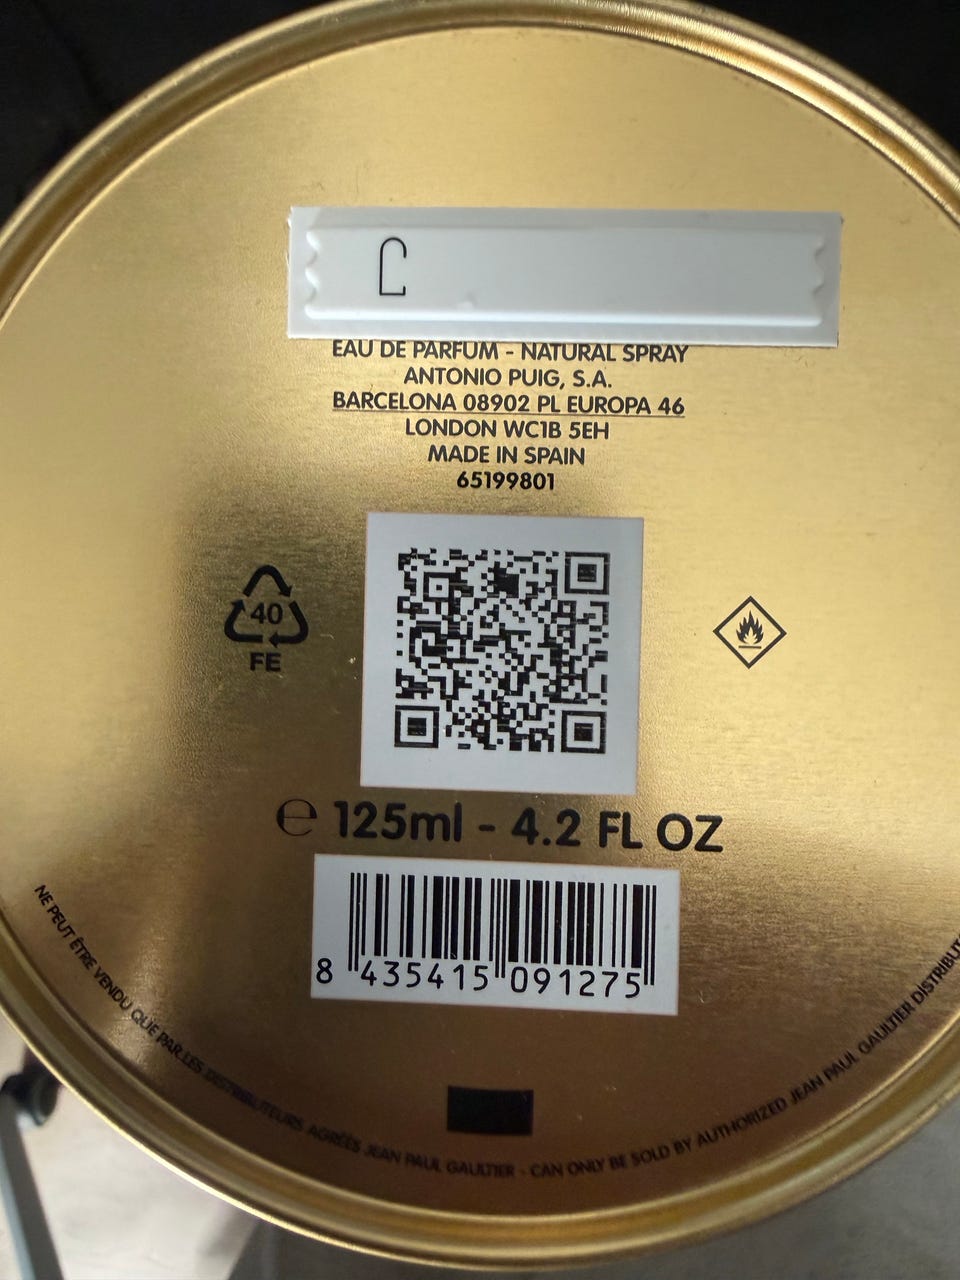 EAU DE PARFUM - NATURAL SPRAY
ANTONIO PUIG, S.A.
BARCELONA 08902 PL EUROPA 46
LONDON WC1B 5EH
MADE IN SPAIN
65199801
40
FE
℮ 125ml - 4.2 FL OZ
8 435415 091275
NE PEUT ÊTRE VENDU QUE PAR LES DISTRIBUTEURS AGRÉÉS JEAN PAUL GAULTIER - CAN ONLY BE SOLD BY AUTHORIZED JEAN PAUL GAULTIER